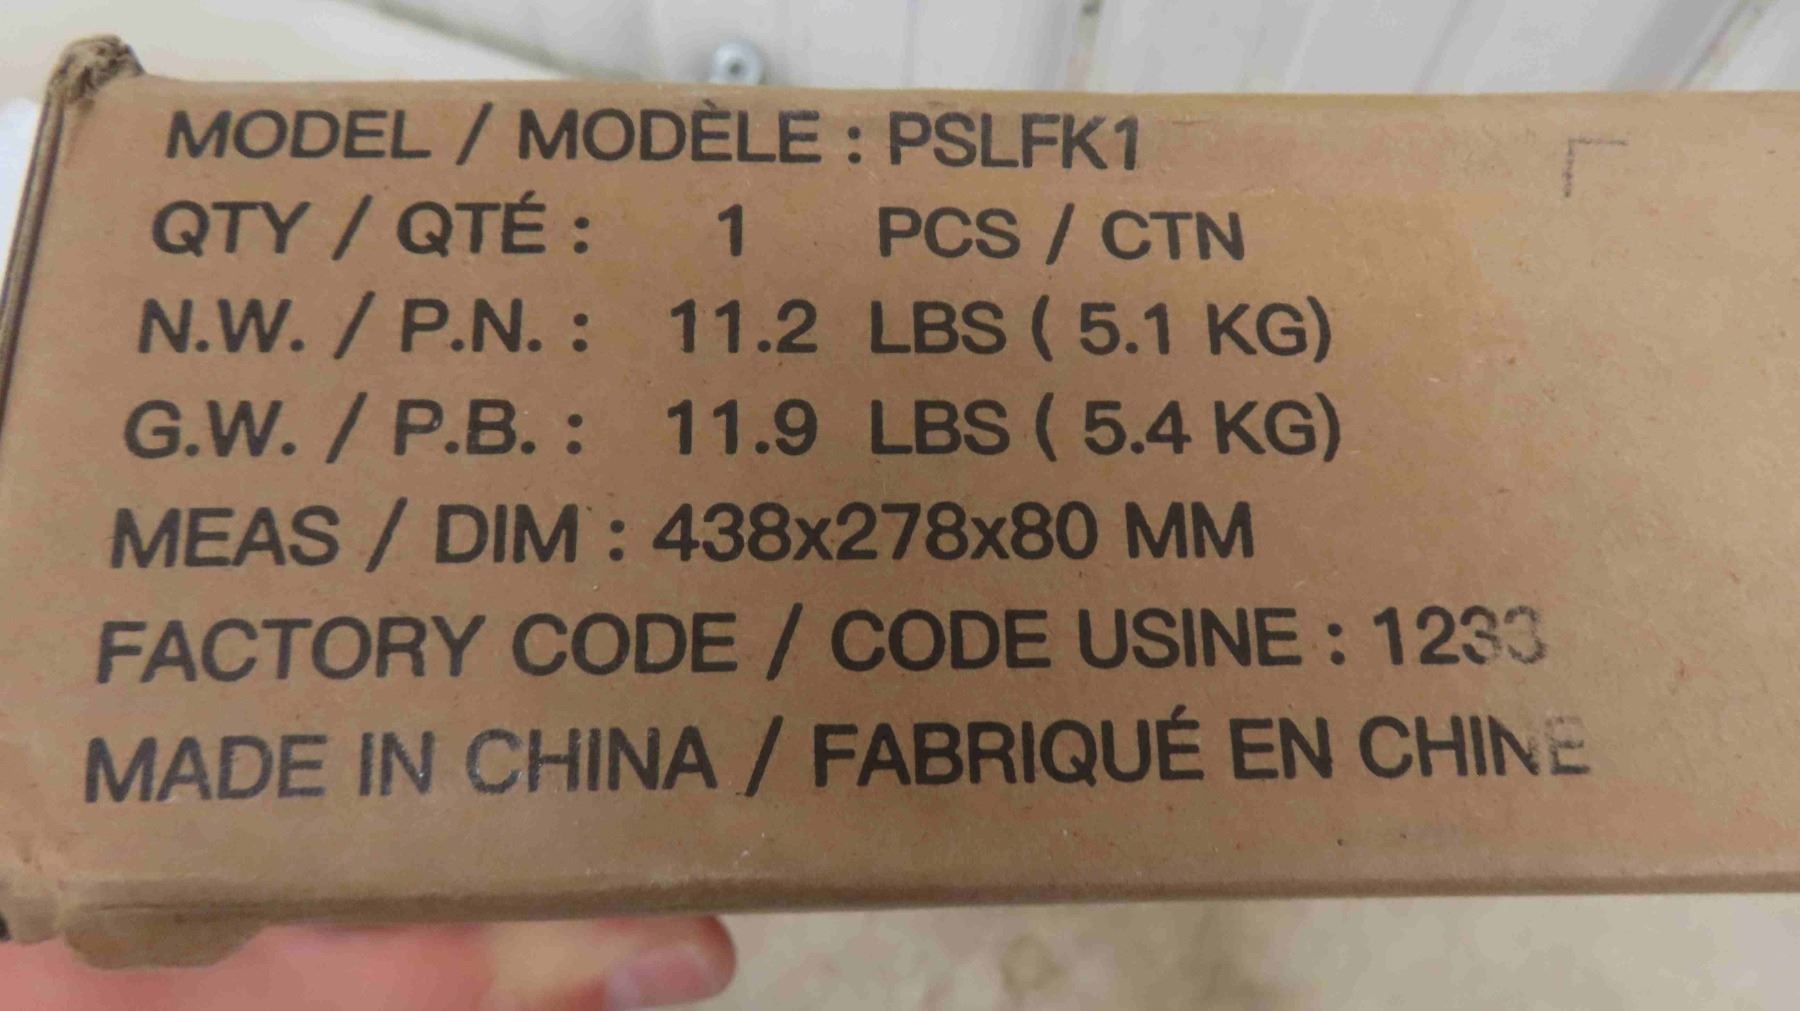 MODEL / MODÈLE : PSLFK1
QTY / QTÉ : 1 PCS / CTN
N.W. / P.N. : 11.2 LBS ( 5.1 KG)
G.W. / P.B. : 11.9 LBS ( 5.4 KG)
MEAS / DIM : 438x278x80 MM
FACTORY CODE / CODE USINE : 1233
MADE IN CHINA / FABRIQUÉ EN CHINE